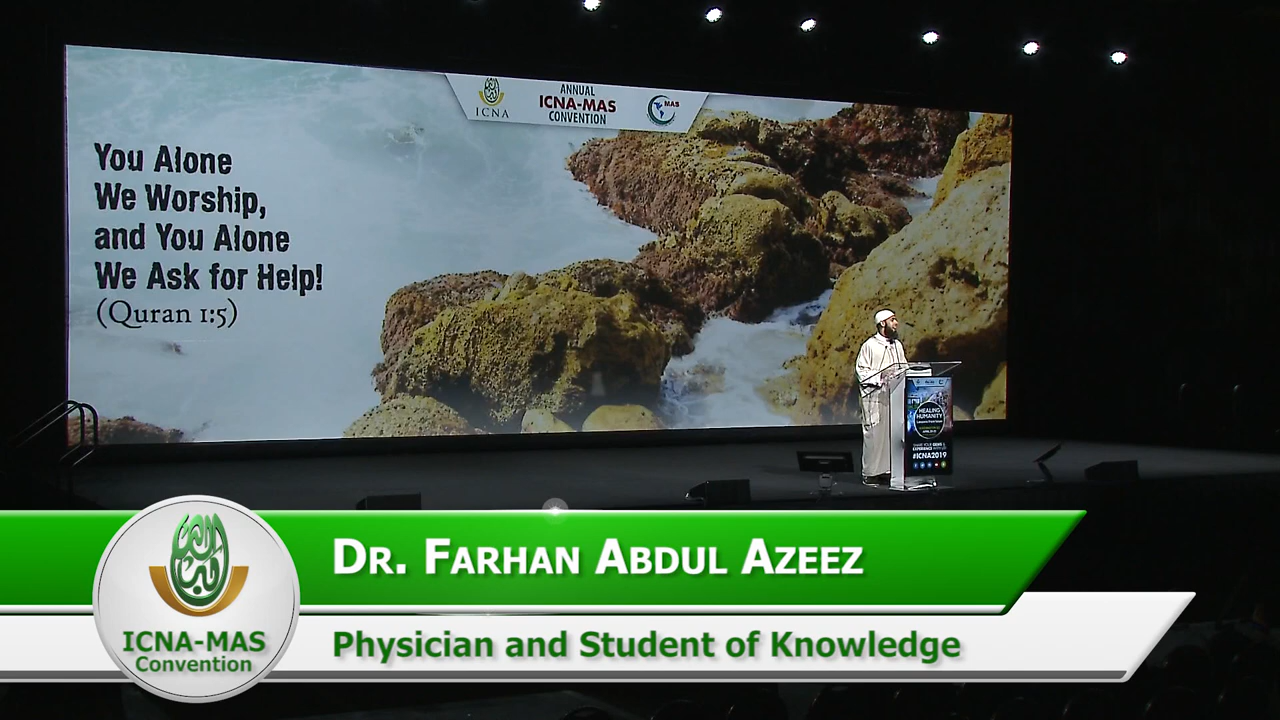 ICNA
ANNUAL
ICNA-MAS
CONVENTION
MAS
You Alone
We Worship,
and You Alone
We Ask for Help!
(Quran 1:5)
HEALING
HUMANITY
#ICNA2019
DR. FARHAN ABDUL AZEEZ
Physician and Student of Knowledge
ICNA-MAS
Convention